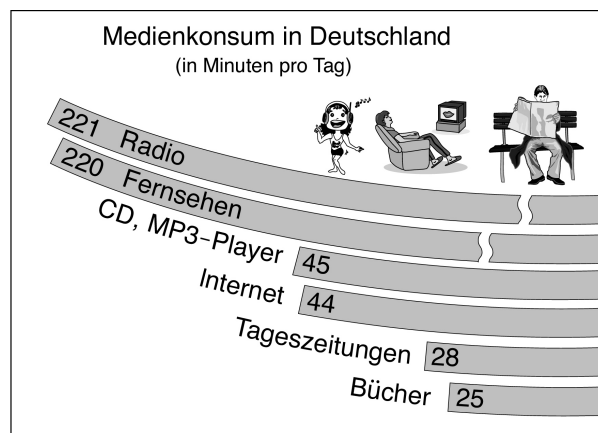 Medienkonsum in Deutschland
(in Minuten pro Tag)
221 Radio
220 Fernsehen
CD, MP3-Player 45
Internet 44
Tageszeitungen 28
Bücher 25